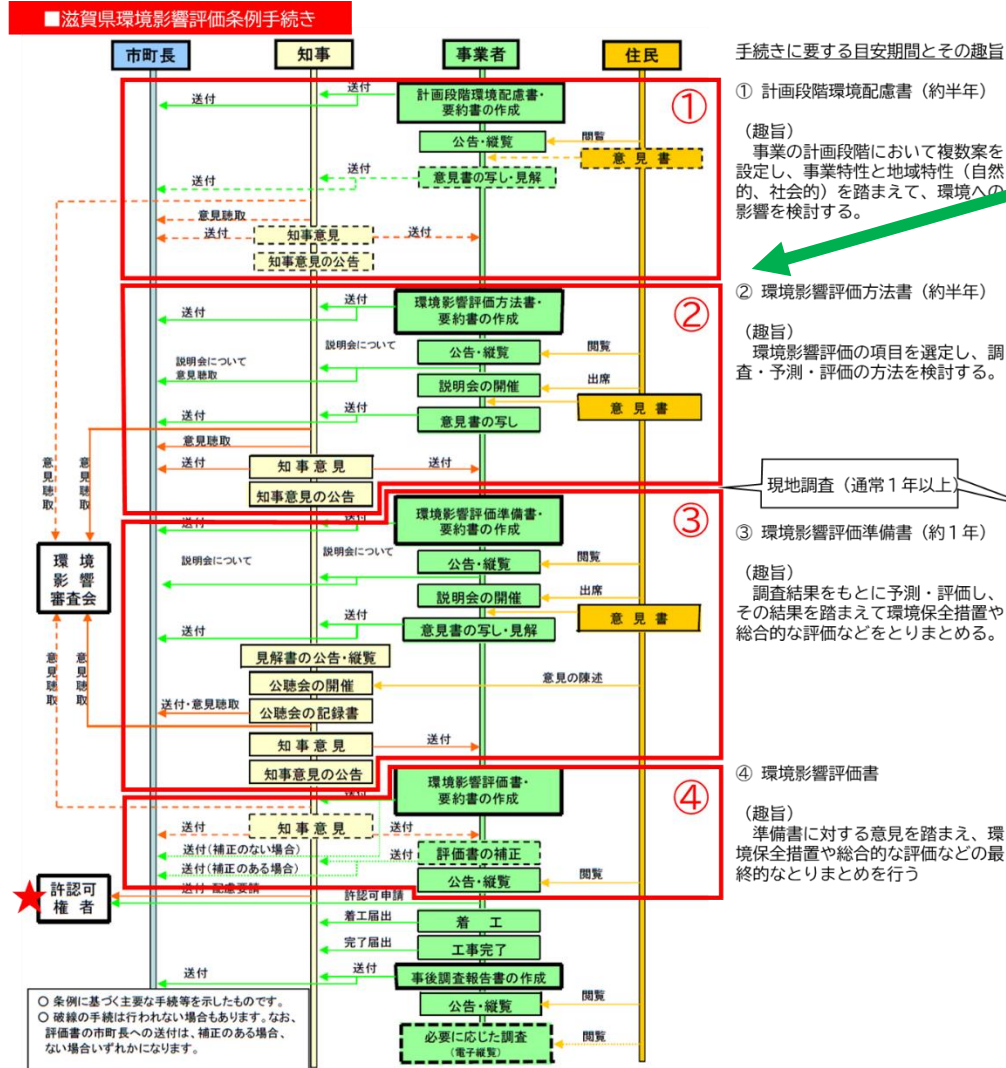 ■滋賀県環境影響評価条例手続き
市町長
知事
事業者
住民
①
計画段階環境配慮書・
要約書の作成
送付
送付
公告・縦覧
閲覧
意見書
送付
意見書の写し・見解
送付
意見聴取
送付
知事意見
送付
知事意見の公告
②
環境影響評価方法書・
要約書の作成
送付
送付
公告・縦覧
閲覧
説明会について
説明会について
意見聴取
説明会の開催
出席
意見書
送付
送付
意見書の写し
意見聴取
送付
知事意見
送付
知事意見の公告
意見聴取
意見聴取
環境
影響
審査会
意見聴取
意見聴取
③
環境影響評価準備書・
要約書の作成
送付
送付
公告・縦覧
閲覧
説明会について
説明会について
説明会の開催
出席
意見書
送付
送付
意見書の写し・見解
見解書の公告・縦覧
公聴会の開催
意見の陳述
送付・意見聴取
公聴会の記録書
知事意見
送付
知事意見の公告
④
環境影響評価書・
要約書の作成
送付
送付
知事意見
送付
送付(補正のない場合)
送付
評価書の補正
送付(補正のある場合)
公告・縦覧
閲覧
許認可
権者
送付・配慮要請
許認可申請
着工届出
着工
完了届出
工事完了
送付
送付
事後調査報告書の作成
公告・縦覧
閲覧
必要に応じた調査
(電子縦覧)
閲覧
○ 条例に基づく主要な手続等を示したものです。
○ 破線の手続は行われない場合もあります。なお、
評価書の市町長への送付は、補正のある場合、
ない場合いずれかになります。
手続きに要する目安期間とその趣旨
① 計画段階環境配慮書（約半年）
（趣旨）
事業の計画段階において複数案を
設定し、事業特性と地域特性（自然
的、社会的）を踏まえて、環境への
影響を検討する。
② 環境影響評価方法書（約半年）
（趣旨）
環境影響評価の項目を選定し、調
査・予測・評価の方法を検討する。
現地調査（通常１年以上）
③ 環境影響評価準備書（約１年）
（趣旨）
調査結果をもとに予測・評価し、
その結果を踏まえて環境保全措置や
総合的な評価などをとりまとめる。
④ 環境影響評価書
（趣旨）
準備書に対する意見を踏まえ、環
境保全措置や総合的な評価などの最
終的なとりまとめを行う